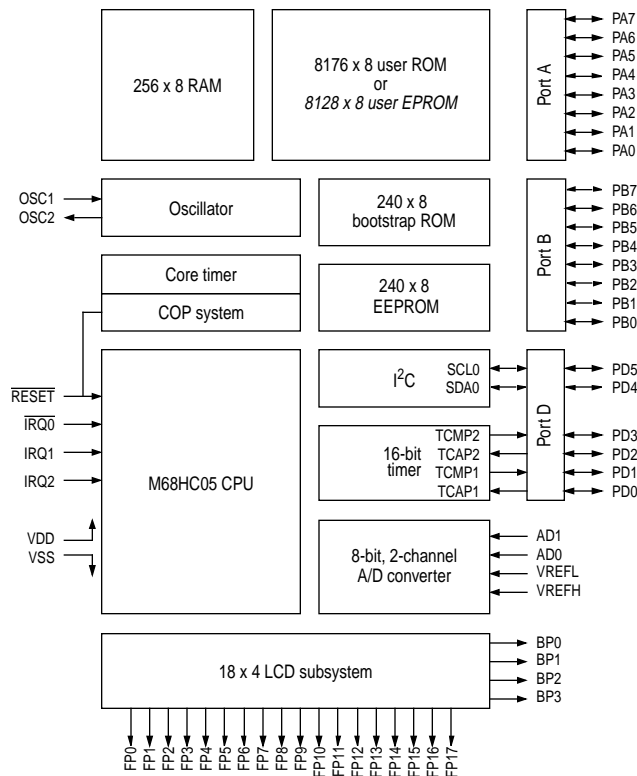 256 x 8 RAM
8176 x 8 user ROM
or
8128 x 8 user EPROM
Port A
PA7
PA6
PA5
PA4
PA3
PA2
PA1
PA0
OSC1
OSC2
Oscillator
240 x 8
bootstrap ROM
Port B
PB7
PB6
PB5
PB4
PB3
PB2
PB1
PB0
Core timer
COP system
240 x 8
EEPROM
RESET
IRQ0
IRQ1
IRQ2
VDD
VSS
M68HC05 CPU
I²C
SCL0
SDA0
16-bit
timer
TCMP2
TCAP2
TCMP1
TCAP1
Port D
PD5
PD4
PD3
PD2
PD1
PD0
8-bit, 2-channel
A/D converter
AD1
AD0
VREFL
VREFH
18 x 4 LCD subsystem
BP0
BP1
BP2
BP3
FP0
FP1
FP2
FP3
FP4
FP5
FP6
FP7
FP8
FP9
FP10
FP11
FP12
FP13
FP14
FP15
FP16
FP17